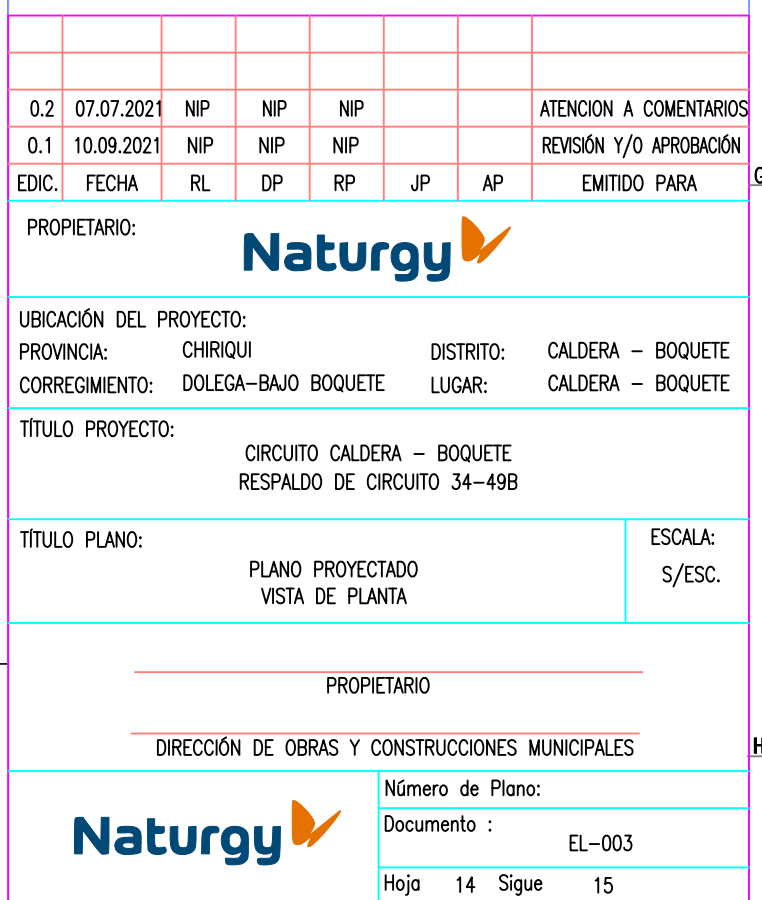 0.2 07.07.2021 NIP NIP NIP ATENCION A COMENTARIOS
0.1 10.09.2021 NIP NIP NIP REVISIÓN Y/O APROBACIÓN
EDIC. FECHA RL DP RP JP AP EMITIDO PARA
G
PROPIETARIO:
Naturgy
UBICACIÓN DEL PROYECTO:
PROVINCIA: CHIRIQUI DISTRITO: CALDERA – BOQUETE
CORREGIMIENTO: DOLEGA–BAJO BOQUETE LUGAR: CALDERA – BOQUETE
TÍTULO PROYECTO:
CIRCUITO CALDERA – BOQUETE
RESPALDO DE CIRCUITO 34–49B
TÍTULO PLANO: ESCALA:
PLANO PROYECTADO S/ESC.
VISTA DE PLANTA
PROPIETARIO
DIRECCIÓN DE OBRAS Y CONSTRUCCIONES MUNICIPALES
H
Naturgy
Número de Plano:
Documento :
EL–003
Hoja 14 Sigue 15